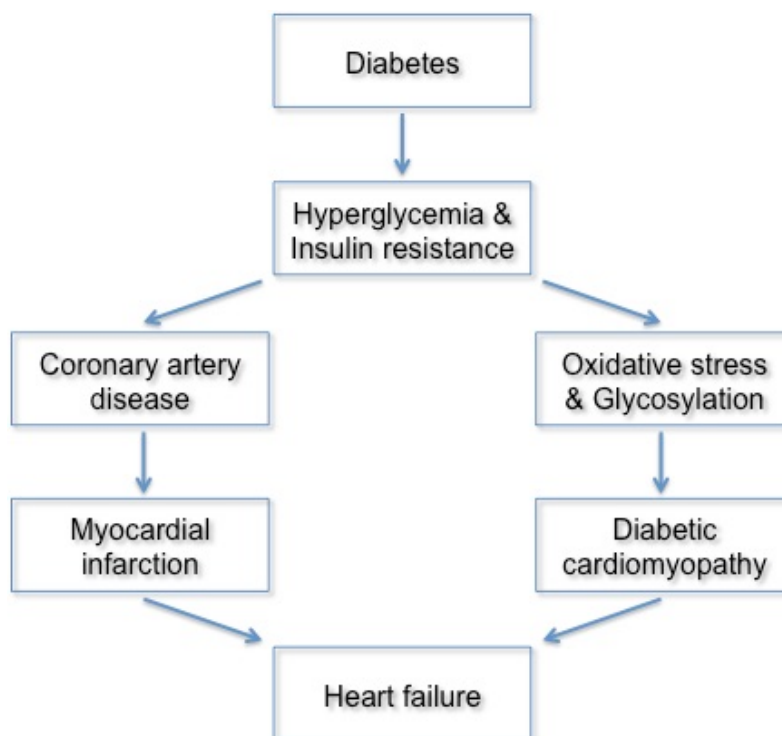 Diabetes
Hyperglycemia &
Insulin resistance
Coronary artery
disease
Oxidative stress
& Glycosylation
Myocardial
infarction
Diabetic
cardiomyopathy
Heart failure